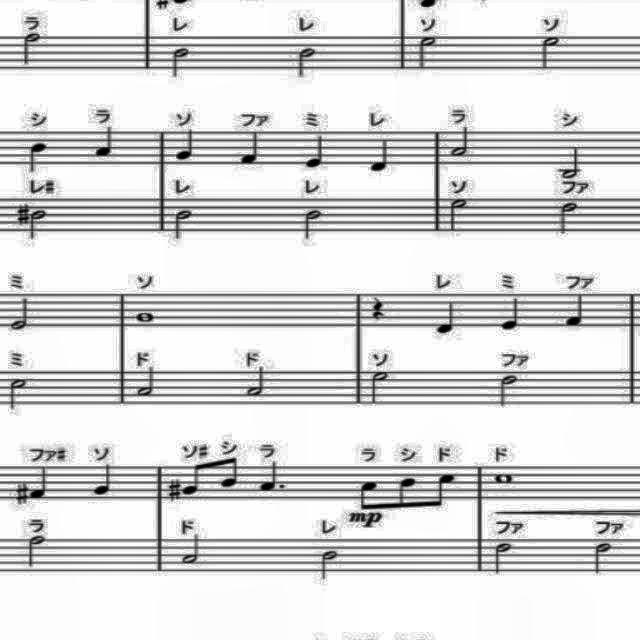 ラ レ レ ソ ソ
シ ラ ソ ファ ミ レ ラ シ
レ# レ レ ソ ファ
ミ ソ レ ミ ファ
ミ ド ド ソ ファ
ファ# ソ ソ# シ ラ ラ シ ド ド
mp
ラ ド レ ファ ファ